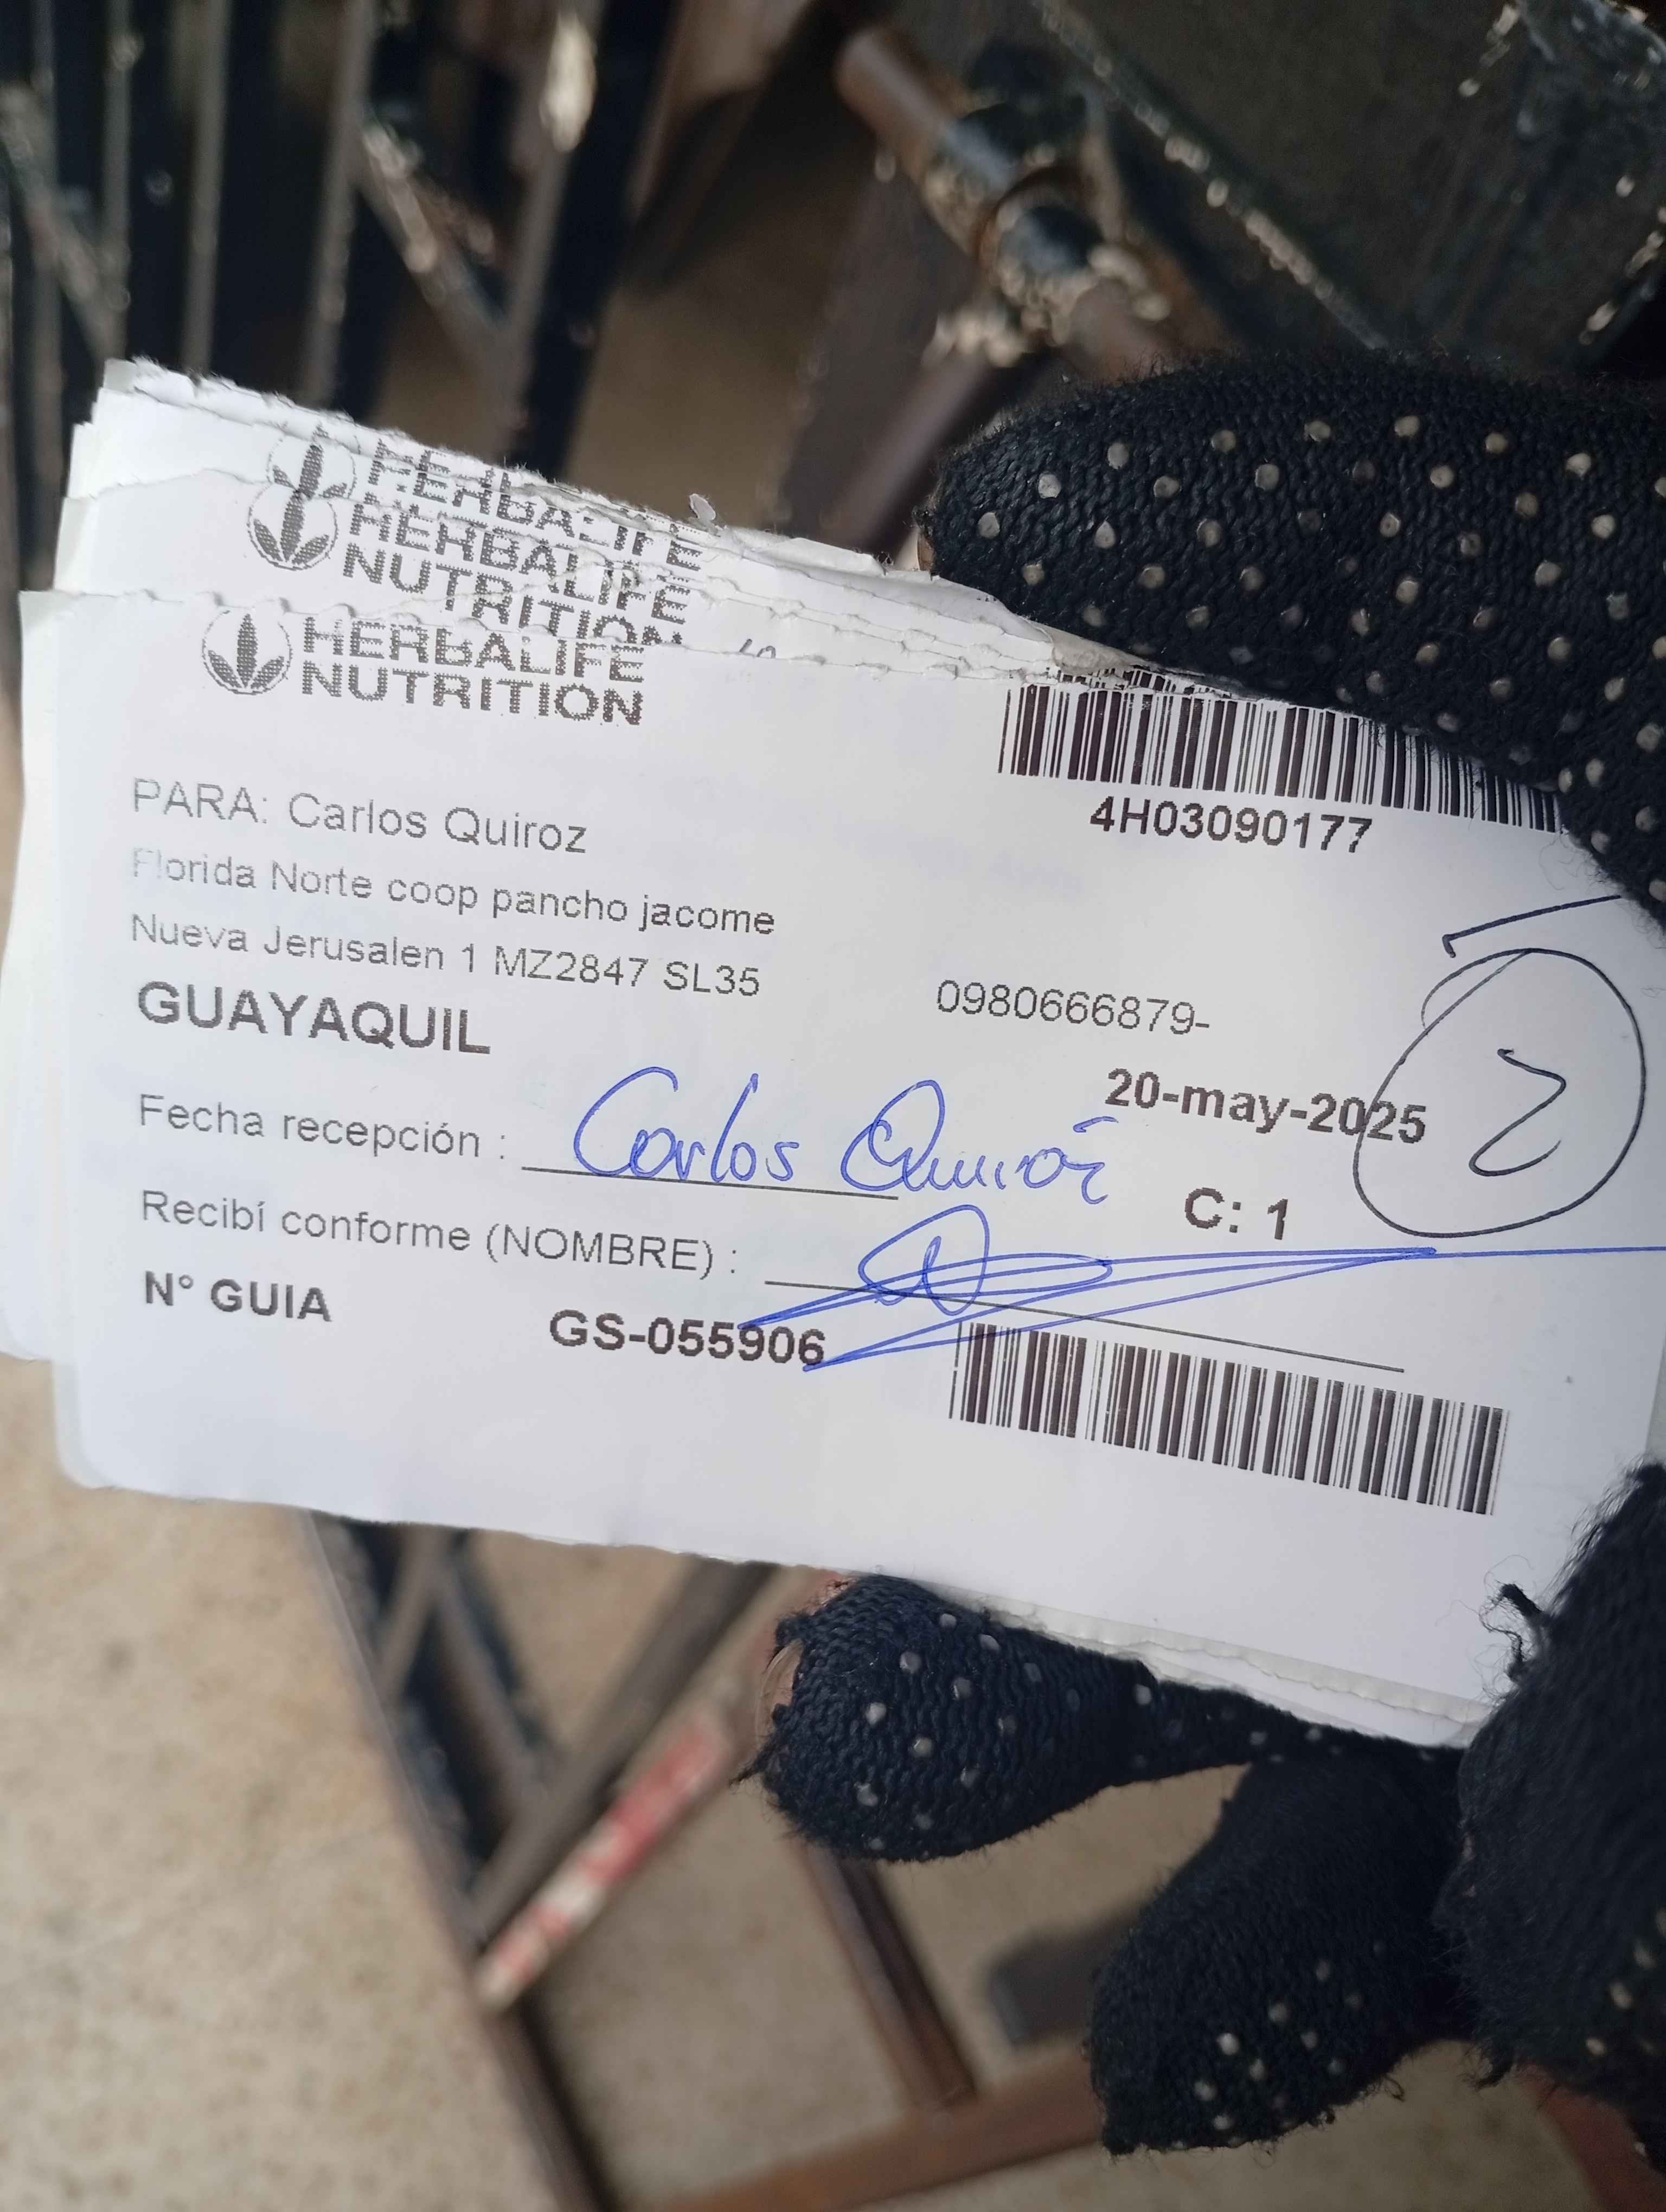 HERBALIFE
HERBALIFE
NUTRITION
HERBALIFE
NUTRITION
4H03090177
PARA: Carlos Quiroz
Florida Norte coop pancho jacome
Nueva Jerusalen 1 MZ2847 SL35
0980666879-
GUAYAQUIL
20-may-2025
2
Fecha recepción : Carlos Quiroz
C: 1
Recibí conforme (NOMBRE) :
N° GUIA GS-055906